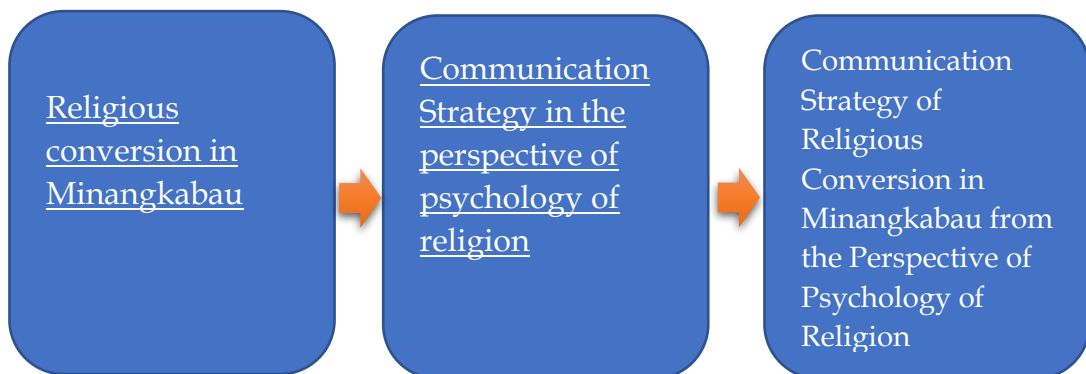 Religious
conversion in
Minangkabau
Communication
Strategy in the
perspective of
psychology of
religion
Communication
Strategy of
Religious
Conversion in
Minangkabau from
the Perspective of
Psychology of
Religion